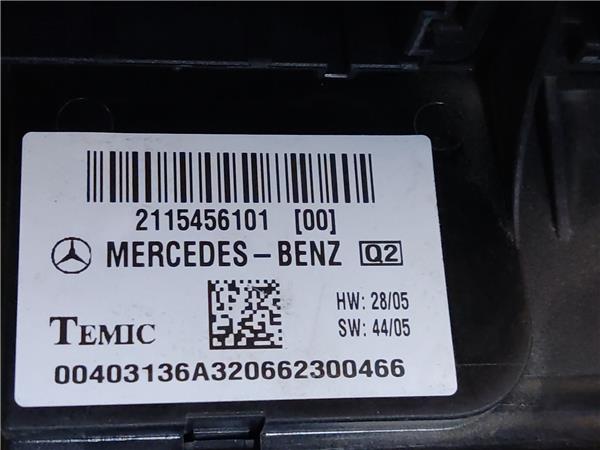 2115456101 [00]
MERCEDES-BENZ Q2
HW: 28/05
TEMIC SW: 44/05
00403136A320662300466